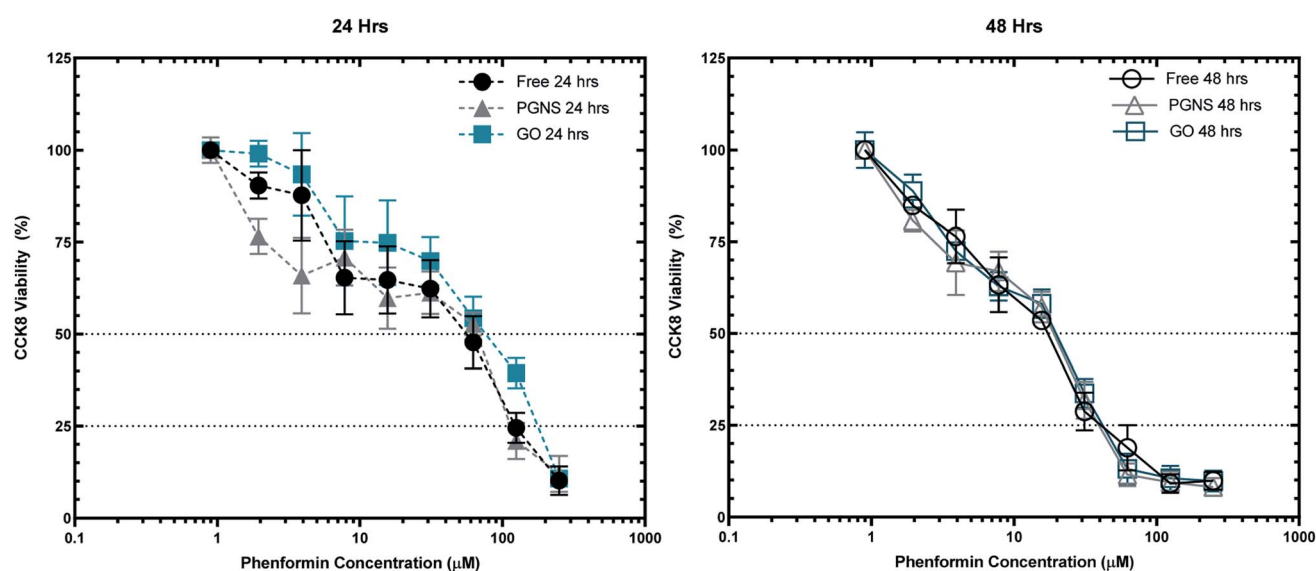 24 Hrs
125
100
75
50
25
0
0.1
1
10
100
1000
CCK8 Viability (%)
Phenformin Concentration (μM)
Free 24 hrs
PGNS 24 hrs
GO 24 hrs
48 Hrs
125
100
75
50
25
0
0.1
1
10
100
1000
CCK8 Viability (%)
Phenformin Concentration (μM)
Free 48 hrs
PGNS 48 hrs
GO 48 hrs